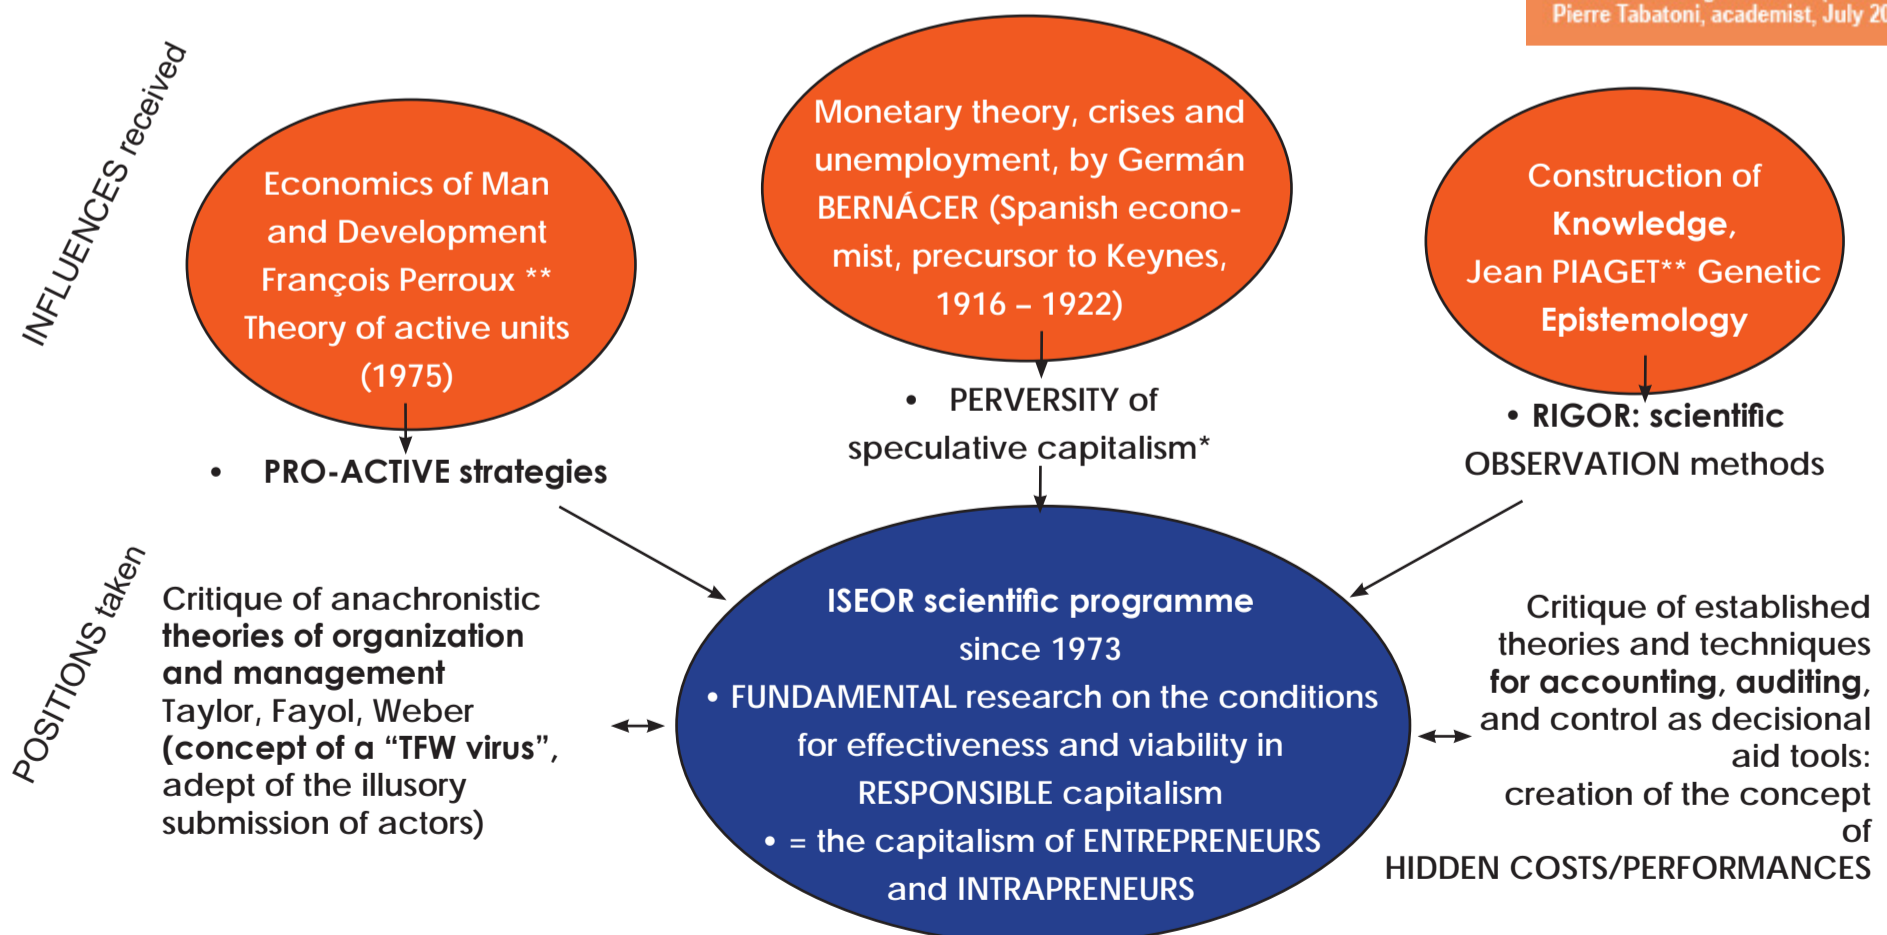 Pierre Tabatoni, academist, July 20
INFLUENCES received
Economics of Man
and Development
François Perroux **
Theory of active units
(1975)
• PRO-ACTIVE strategies
Monetary theory, crises and
unemployment, by Germán
BERNÁCER (Spanish econo-
mist, precursor to Keynes,
1916 – 1922)
• PERVERSITY of
speculative capitalism*
Construction of
Knowledge,
Jean PIAGET** Genetic
Epistemology
• RIGOR: scientific
OBSERVATION methods
POSITIONS taken
Critique of anachronistic
theories of organization
and management
Taylor, Fayol, Weber
(concept of a “TFW virus”,
adept of the illusory
submission of actors)
ISEOR scientific programme
since 1973
• FUNDAMENTAL research on the conditions
for effectiveness and viability in
RESPONSIBLE capitalism
• = the capitalism of ENTREPRENEURS
and INTRAPRENEURS
Critique of established
theories and techniques
for accounting, auditing,
and control as decisional
aid tools:
creation of the concept
of
HIDDEN COSTS/PERFORMANCES